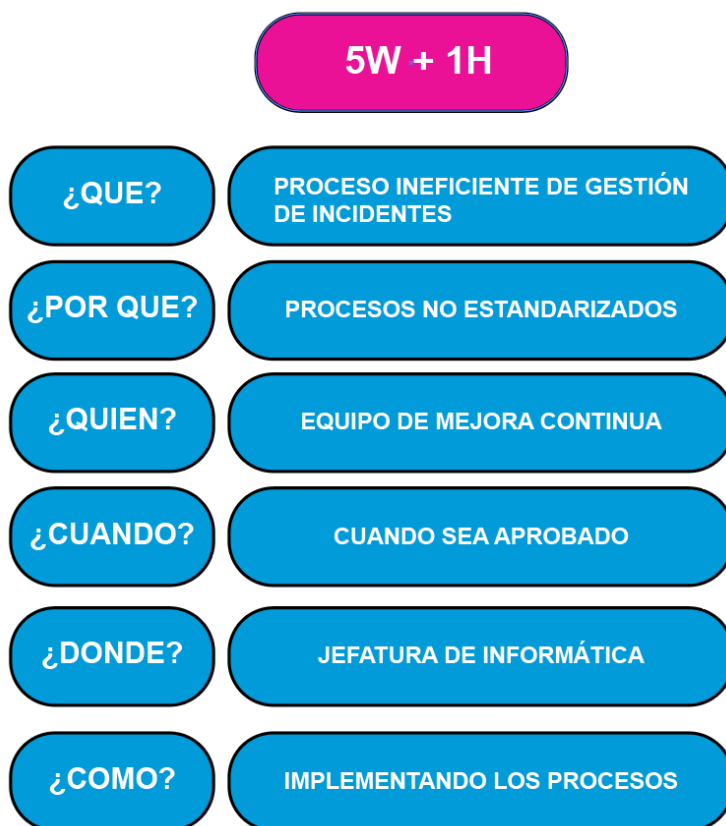 5W + 1H
¿QUE?
PROCESO INEFICIENTE DE GESTIÓN
DE INCIDENTES
¿POR QUE?
PROCESOS NO ESTANDARIZADOS
¿QUIEN?
EQUIPO DE MEJORA CONTINUA
¿CUANDO?
CUANDO SEA APROBADO
¿DONDE?
JEFATURA DE INFORMÁTICA
¿COMO?
IMPLEMENTANDO LOS PROCESOS